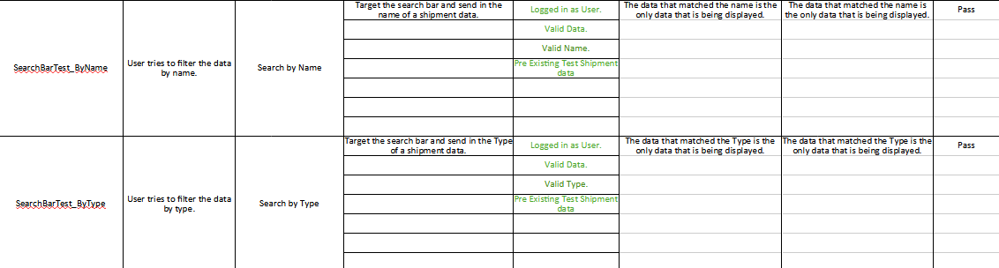 SearchBarTest_ByName
User tries to filter the data
by name.
Search by Name
Target the search bar and send in the
name of a shipment data.
Logged in as User.
Valid Data.
Valid Name.
Pre Existing Test Shipment
data
The data that matched the name is the
only data that is being displayed.
The data that matched the name is
the only data that is being displayed.
Pass
SearchBarTest_ByType
User tries to filter the data
by type.
Search by Type
Target the search bar and send in the Type
of a shipment data.
Logged in as User.
Valid Data.
Valid Type.
Pre Existing Test Shipment
data
The data that matched the Type is the
only data that is being displayed.
The data that matched the Type is the
only data that is being displayed.
Pass